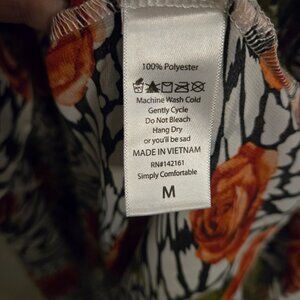 100% Polyester
Machine Wash Cold
Gently Cycle
Do Not Bleach
Hang Dry
or you'll be sad
MADE IN VIETNAM
RN#142161
Simply Comfortable
M